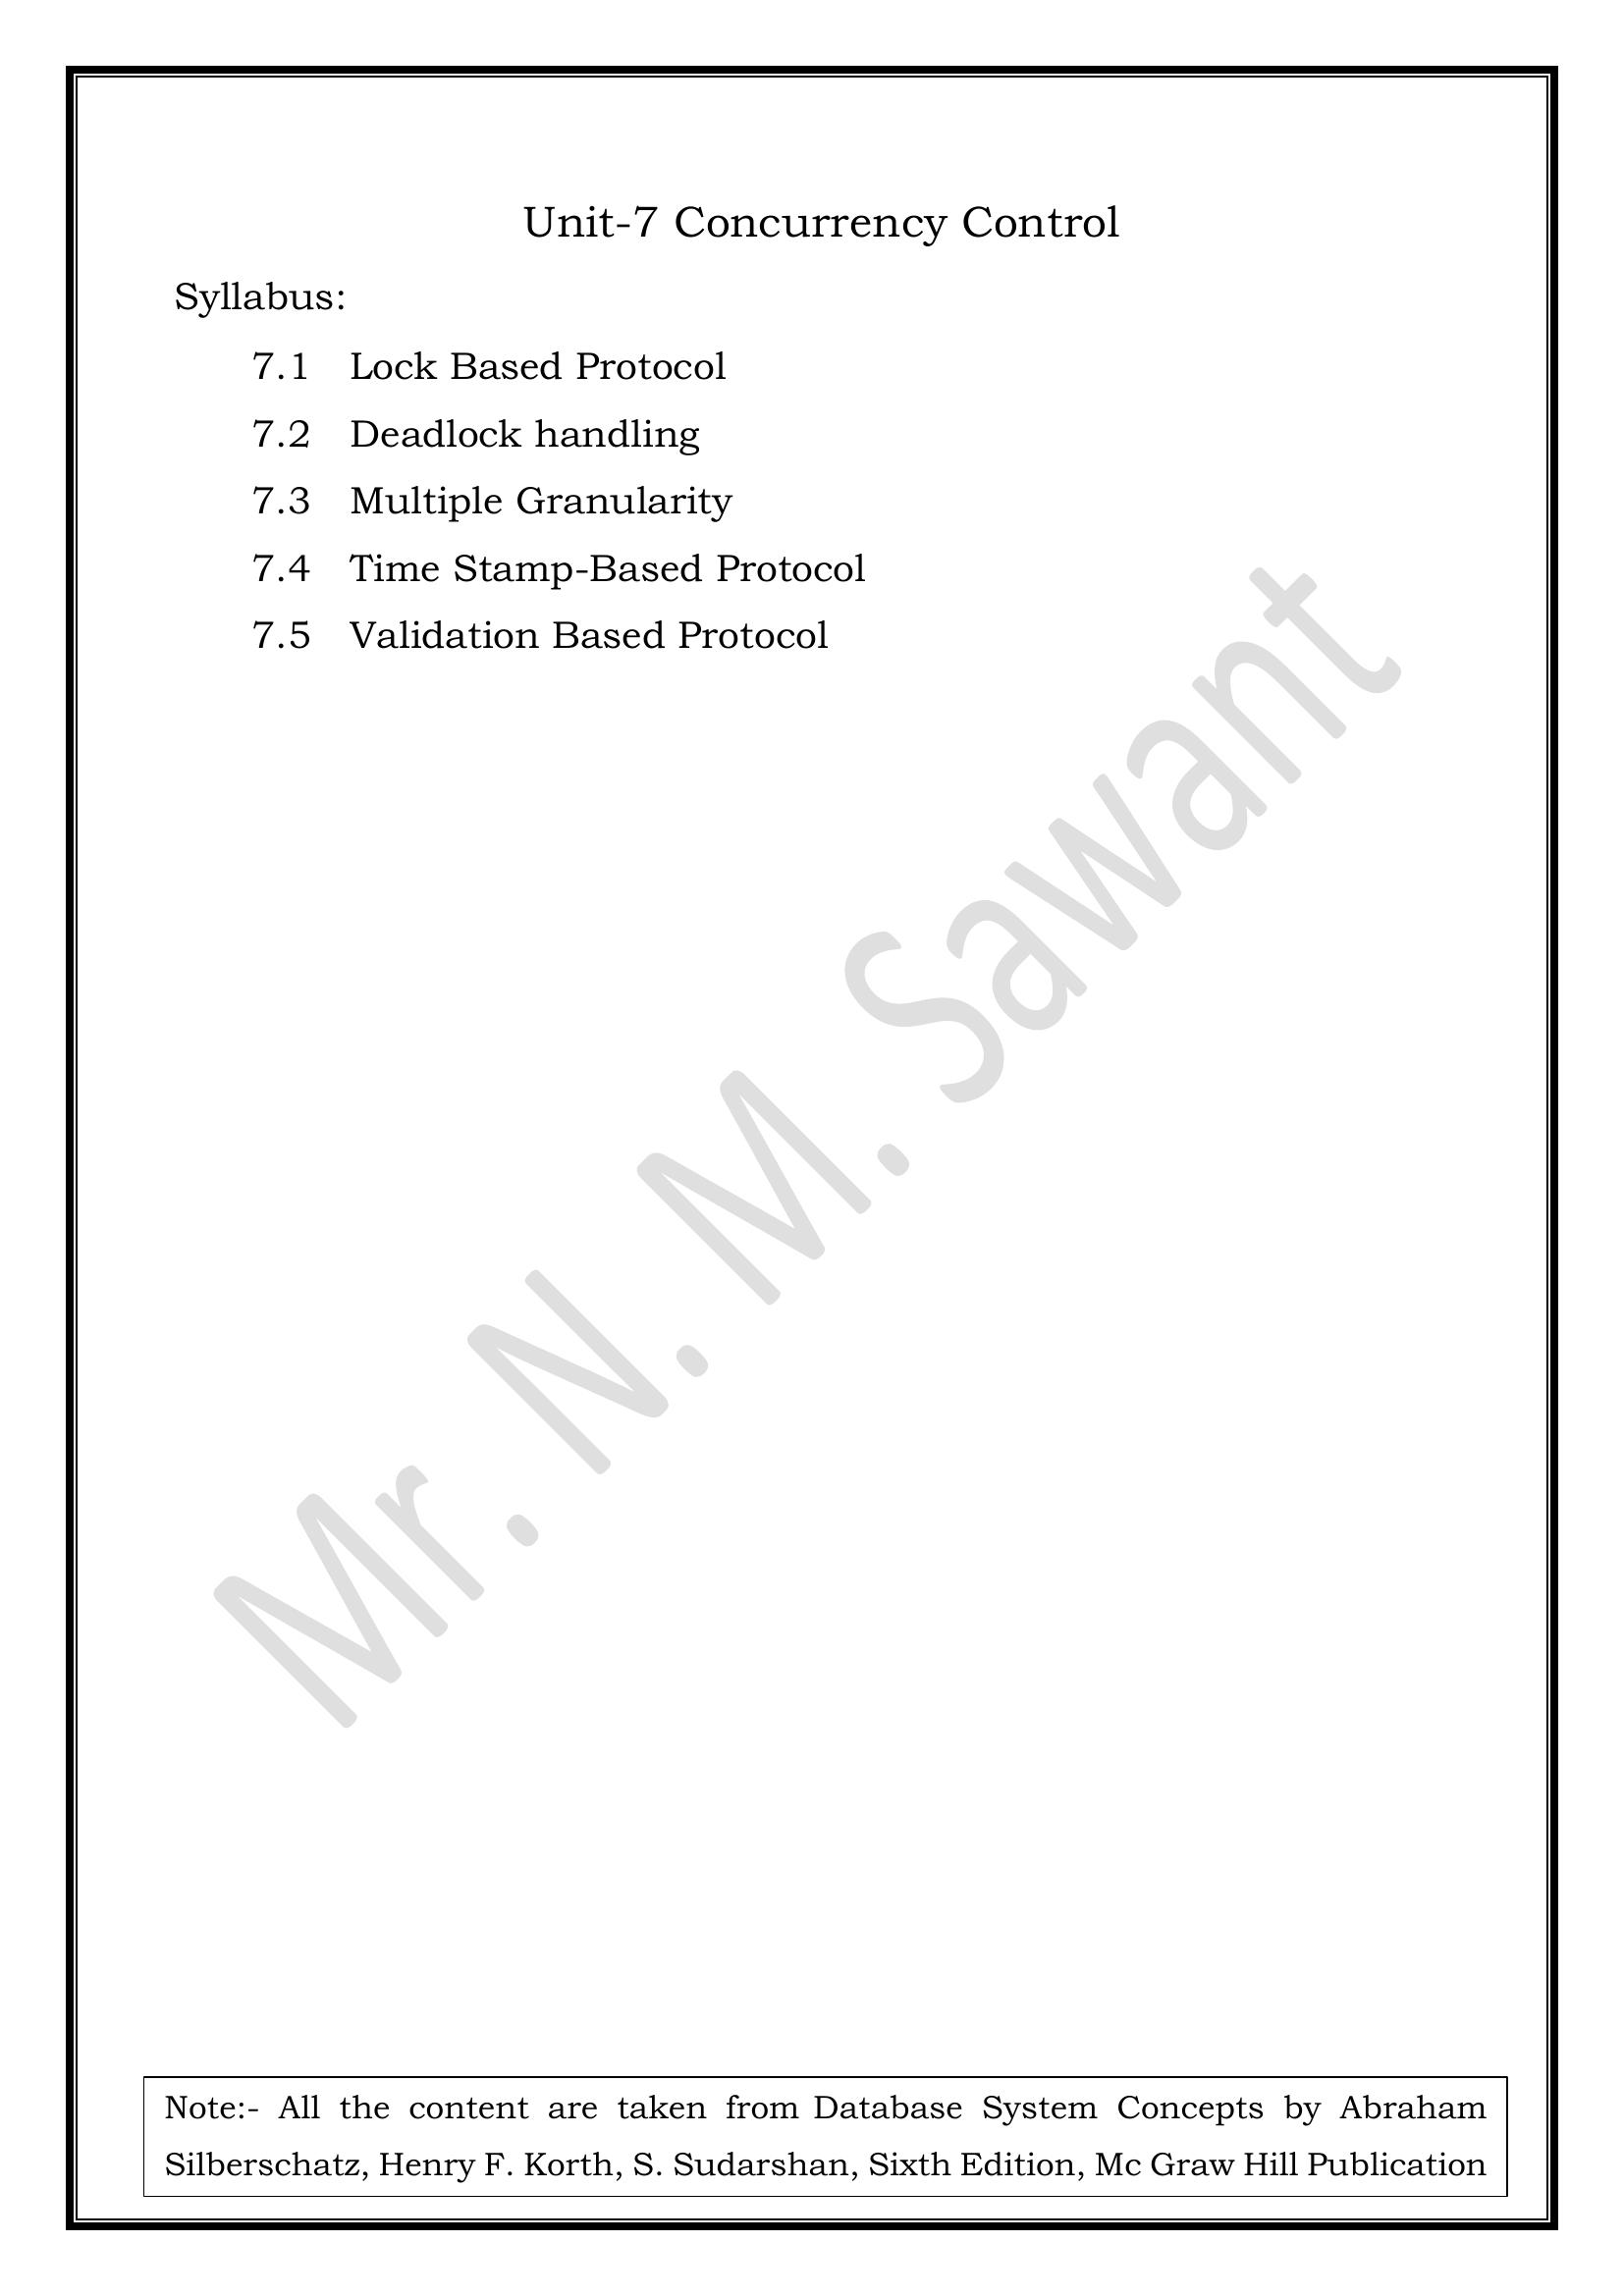 Unit-7 Concurrency Control
Syllabus:
7.1 Lock Based Protocol
7.2 Deadlock handling
7.3 Multiple Granularity
7.4 Time Stamp-Based Protocol
7.5 Validation Based Protocol
Mr. N. M. Sawant
Note:- All the content are taken from Database System Concepts by Abraham
Silberschatz, Henry F. Korth, S. Sudarshan, Sixth Edition, Mc Graw Hill Publication